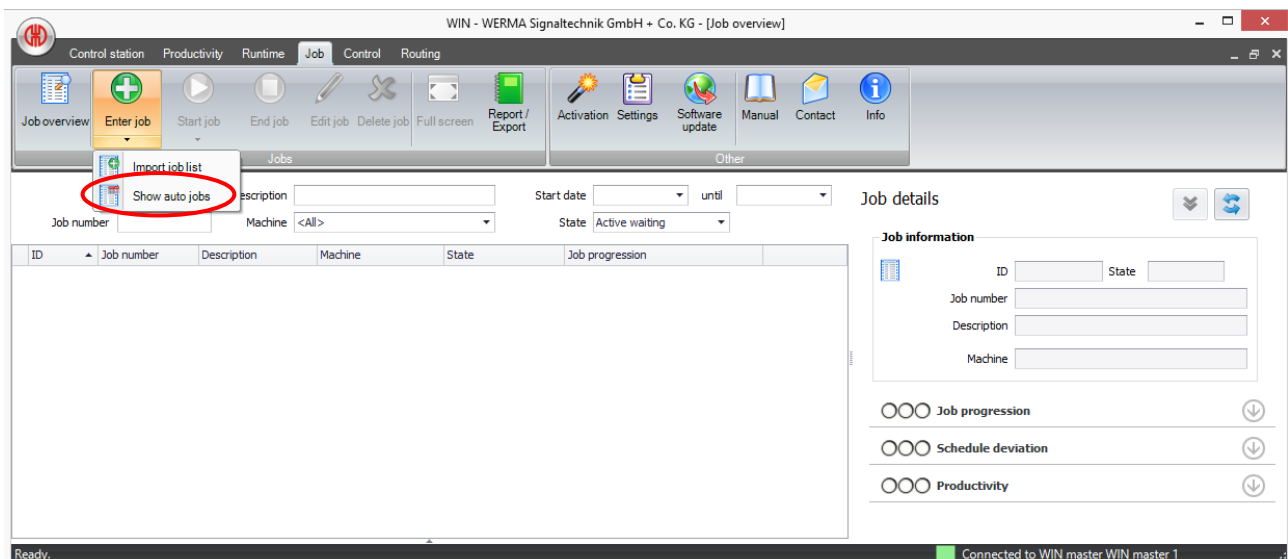 WIN - WERMA Signaltechnik GmbH + Co. KG - [Job overview]
Control station Productivity Runtime Job Control Routing
Job overview Enter job Start job End job Edit job Delete job Full screen Report / Export Activation Settings Software update Manual Contact Info
Jobs Other
Import job list
Show auto jobs
escription Start date until
Job number Machine <All> State Active waiting
ID Job number Description Machine State Job progression
Job details
Job information
ID State
Job number
Description
Machine
Job progression
Schedule deviation
Productivity
Ready. Connected to WIN master WIN master 1